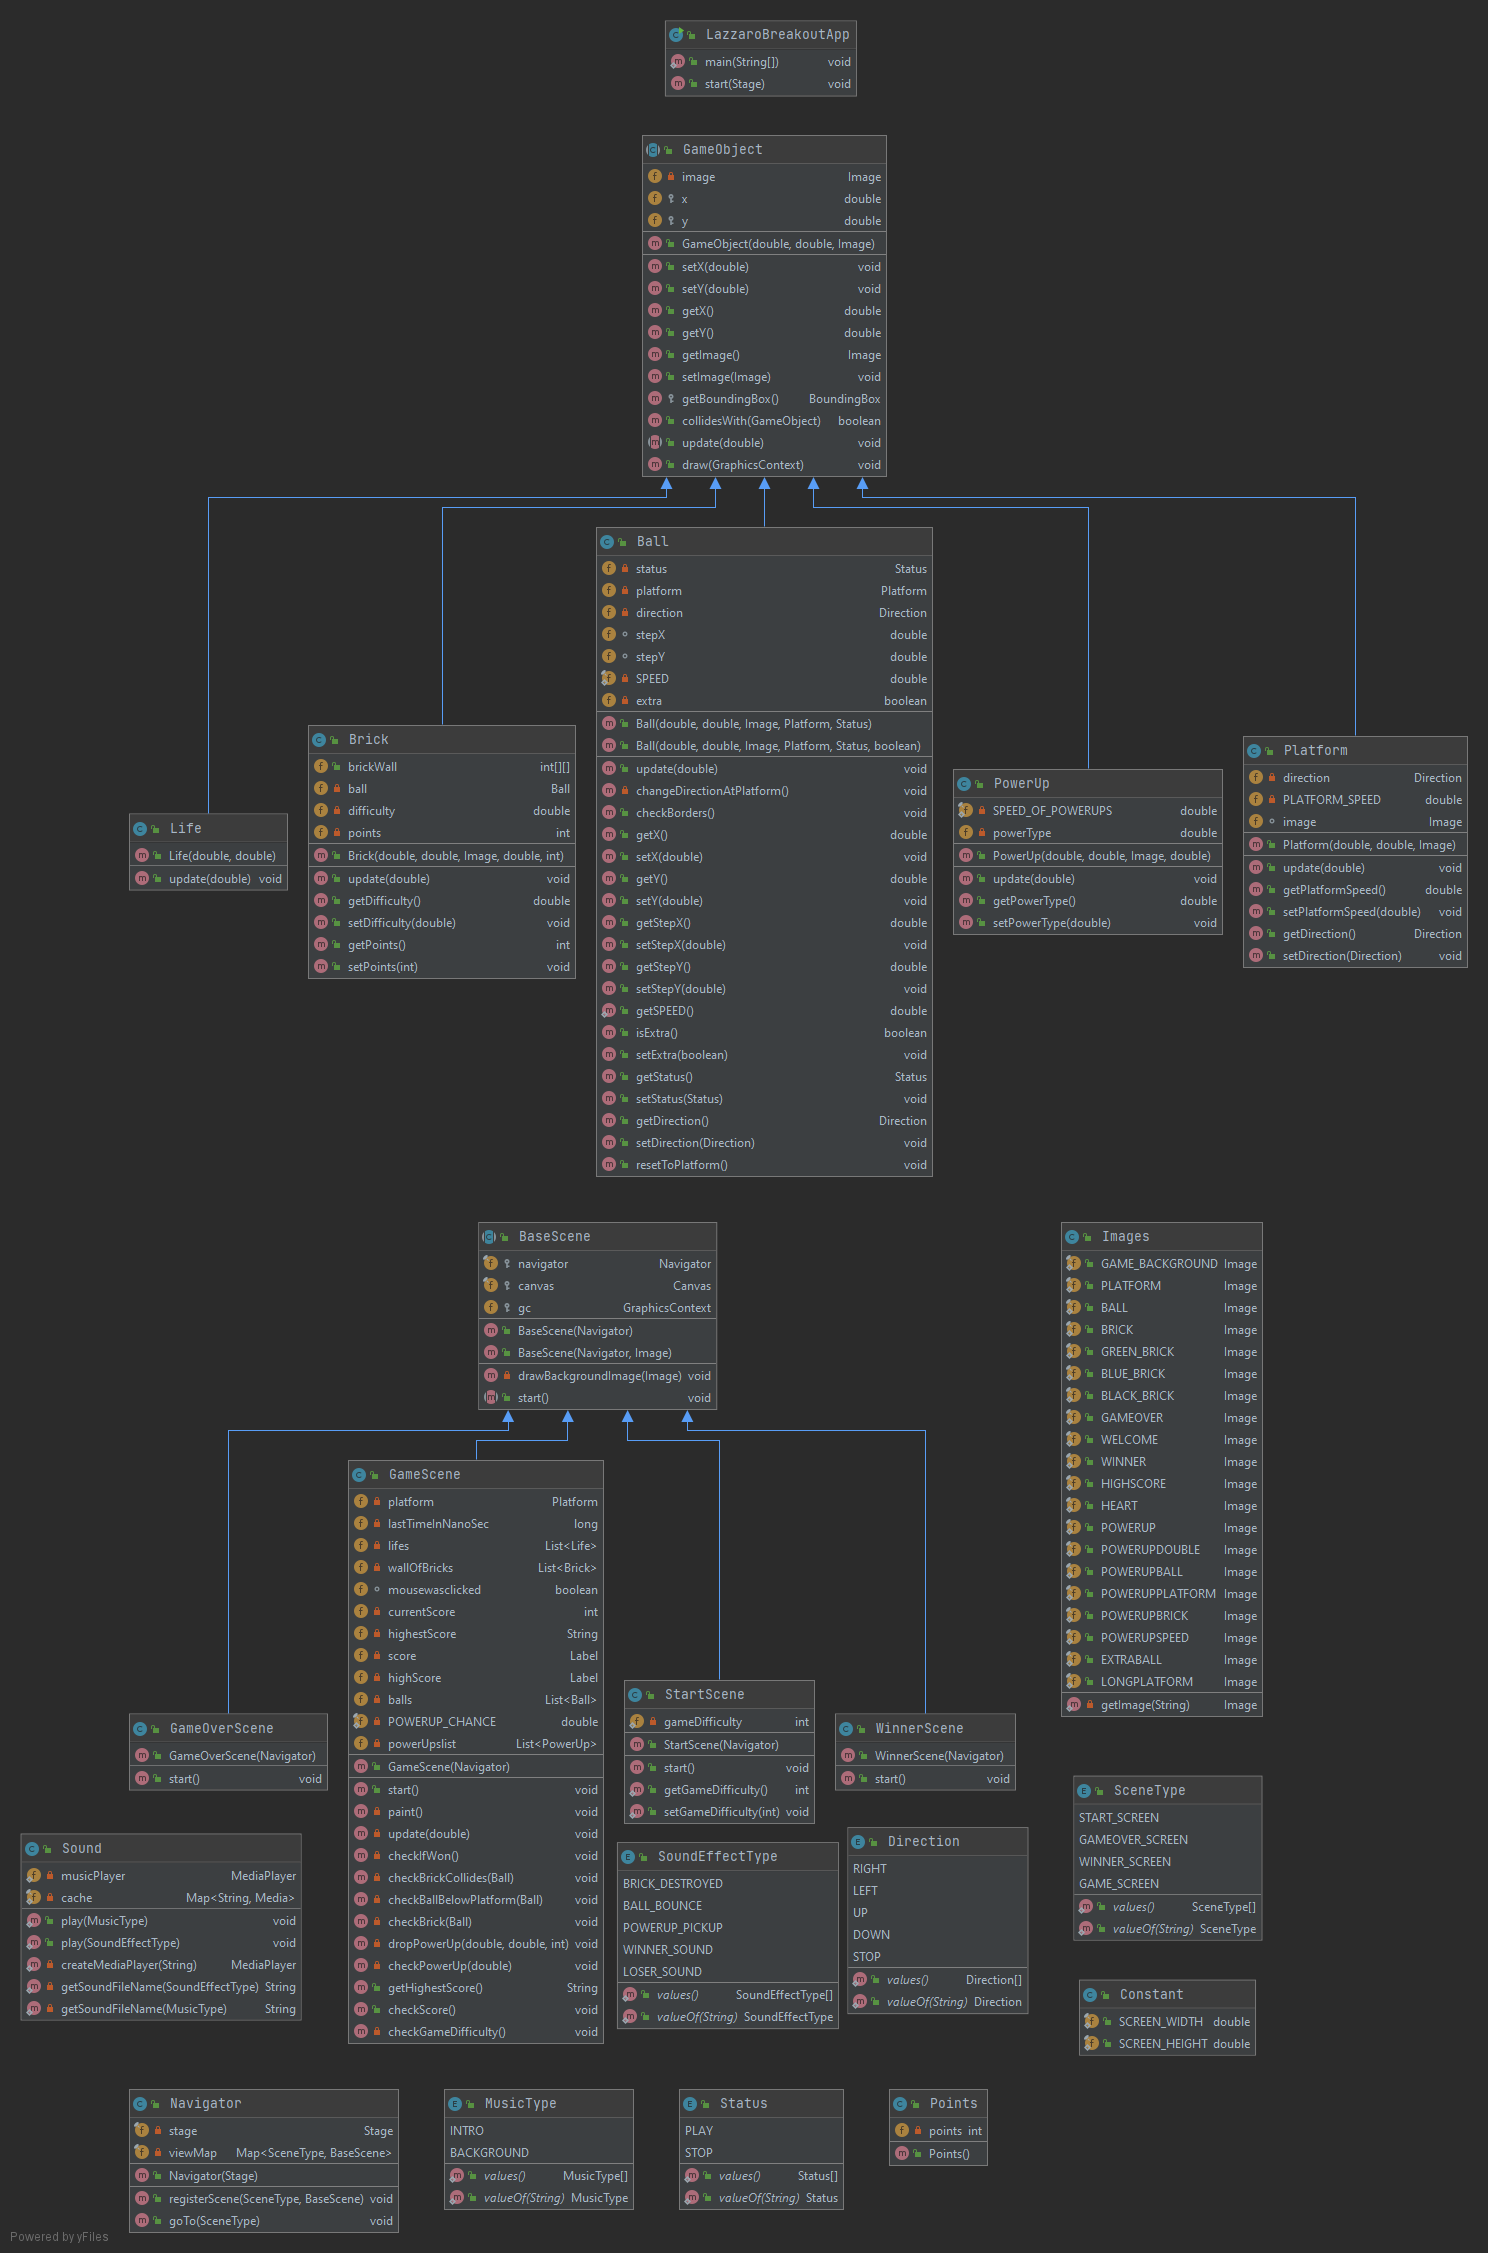 LazzaroBreakoutApp
main(String[]) void
start(Stage) void
GameObject
image Image
x double
y double
GameObject(double, double, Image)
setX(double) void
setY(double) void
getX() double
getY() double
getImage() Image
setImage(Image) void
getBoundingBox() BoundingBox
collidesWith(GameObject) boolean
update(double) void
draw(GraphicsContext) void
Life
Life(double, double)
update(double) void
Brick
brickWall int[][]
ball Ball
difficulty double
points int
Brick(double, double, Image, double, int)
update(double) void
getDifficulty() double
setDifficulty(double) void
getPoints() int
setPoints(int) void
Ball
status Status
platform Platform
direction Direction
stepX double
stepY double
SPEED double
extra boolean
Ball(double, double, Image, Platform, Status)
Ball(double, double, Image, Platform, Status, boolean)
update(double) void
changeDirectionAtPlatform() void
checkBorders() void
getX() double
setX(double) void
getY() double
setY(double) void
getStepX() double
setStepX(double) void
getStepY() double
setStepY(double) void
getSPEED() double
isExtra() boolean
setExtra(boolean) void
getStatus() Status
setStatus(Status) void
getDirection() Direction
setDirection(Direction) void
resetToPlatform() void
PowerUp
SPEED_OF_POWERUPS double
powerType double
PowerUp(double, double, Image, double)
update(double) void
getPowerType() double
setPowerType(double) void
Platform
direction Direction
PLATFORM_SPEED double
image Image
Platform(double, double, Image)
update(double) void
getPlatformSpeed() double
setPlatformSpeed(double) void
getDirection() Direction
setDirection(Direction) void
BaseScene
navigator Navigator
canvas Canvas
gc GraphicsContext
BaseScene(Navigator)
BaseScene(Navigator, Image)
drawBackgroundImage(Image) void
start() void
Images
GAME_BACKGROUND Image
PLATFORM Image
BALL Image
BRICK Image
GREEN_BRICK Image
BLUE_BRICK Image
BLACK_BRICK Image
GAMEOVER Image
WELCOME Image
WINNER Image
HIGHSCORE Image
HEART Image
POWERUP Image
POWERUPDOUBLE Image
POWERUPBALL Image
POWERUPPLATFORM Image
POWERUPBRICK Image
POWERUPSPEED Image
EXTRABALL Image
LONGPLATFORM Image
getImage(String) Image
GameOverScene
GameOverScene(Navigator)
start() void
GameScene
platform Platform
lastTimeInNanoSec long
lifes List<Life>
wallOfBricks List<Brick>
mousewasclicked boolean
currentScore int
highestScore String
score Label
highScore Label
balls List<Ball>
POWERUP_CHANCE double
powerUpslist List<PowerUp>
GameScene(Navigator)
start() void
paint() void
update(double) void
checkIfWon() void
checkBrickCollides(Ball) void
checkBallBelowPlatform(Ball) void
checkBrick(Ball) void
dropPowerUp(double, double, int) void
checkPowerUp(double) void
getHighestScore() String
checkScore() void
checkGameDifficulty() void
StartScene
gameDifficulty int
StartScene(Navigator)
start() void
getGameDifficulty() int
setGameDifficulty(int) void
WinnerScene
WinnerScene(Navigator)
start() void
Sound
musicPlayer MediaPlayer
cache Map<String, Media>
play(MusicType) void
play(SoundEffectType) void
createMediaPlayer(String) MediaPlayer
getSoundFileName(SoundEffectType) String
getSoundFileName(MusicType) String
SoundEffectType
BRICK_DESTROYED
BALL_BOUNCE
POWERUP_PICKUP
WINNER_SOUND
LOSER_SOUND
values() SoundEffectType[]
valueOf(String) SoundEffectType
Direction
RIGHT
LEFT
UP
DOWN
STOP
values() Direction[]
valueOf(String) Direction
SceneType
START_SCREEN
GAMEOVER_SCREEN
WINNER_SCREEN
GAME_SCREEN
values() SceneType[]
valueOf(String) SceneType
Constant
SCREEN_WIDTH double
SCREEN_HEIGHT double
Navigator
stage Stage
viewMap Map<SceneType, BaseScene>
Navigator(Stage)
registerScene(SceneType, BaseScene) void
goTo(SceneType) void
MusicType
INTRO
BACKGROUND
values() MusicType[]
valueOf(String) MusicType
Status
PLAY
STOP
values() Status[]
valueOf(String) Status
Points
points int
Points()
Powered by yFiles